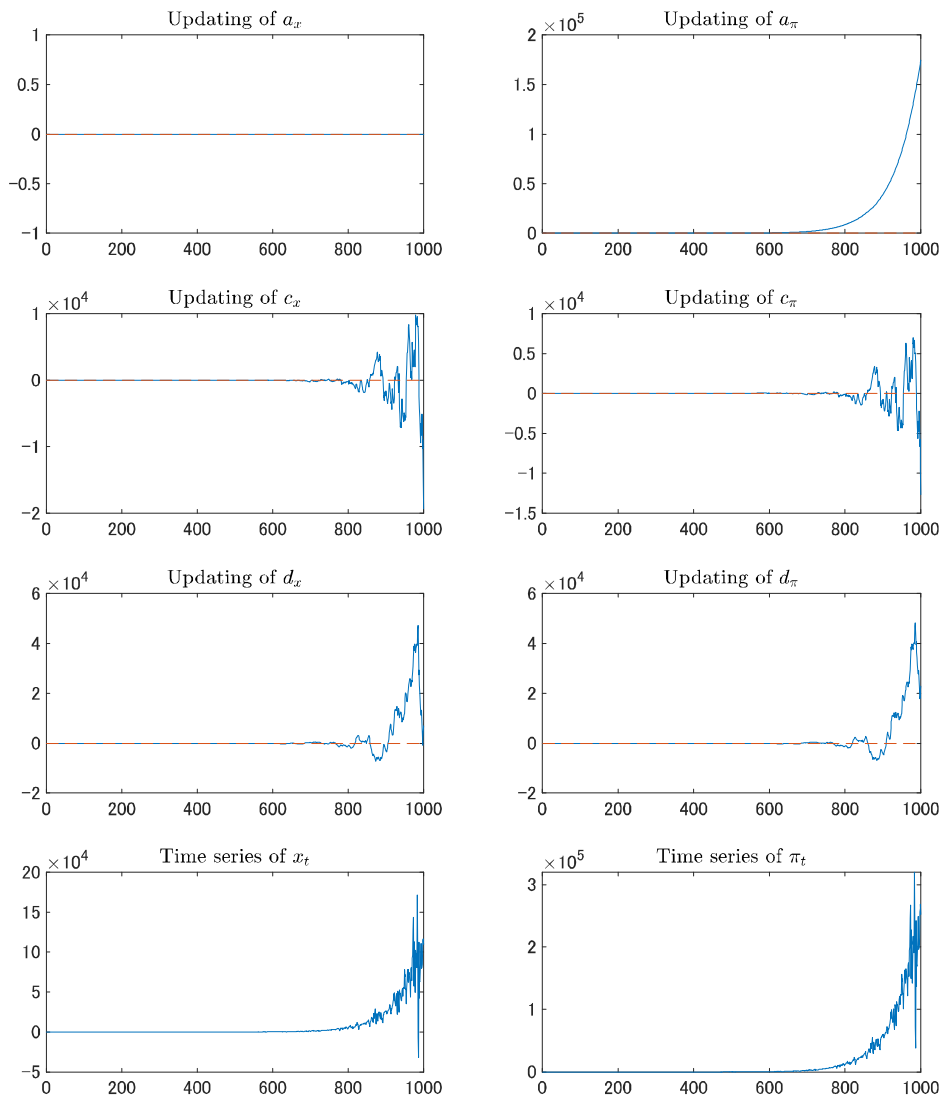 Updating of a_x
1
0.5
0
−0.5
−1
0 200 400 600 800 1000
Updating of a_π
×10^5
2
1.5
1
0.5
0
0 200 400 600 800 1000
Updating of c_x
×10^4
1
0
−1
−2
0 200 400 600 800 1000
Updating of c_π
×10^4
1
0.5
0
−0.5
−1
−1.5
0 200 400 600 800 1000
Updating of d_x
×10^4
6
4
2
0
−2
0 200 400 600 800 1000
Updating of d_π
×10^4
6
4
2
0
−2
0 200 400 600 800 1000
Time series of x_t
×10^4
20
15
10
5
0
−5
0 200 400 600 800 1000
Time series of π_t
×10^5
3
2
1
0
0 200 400 600 800 1000